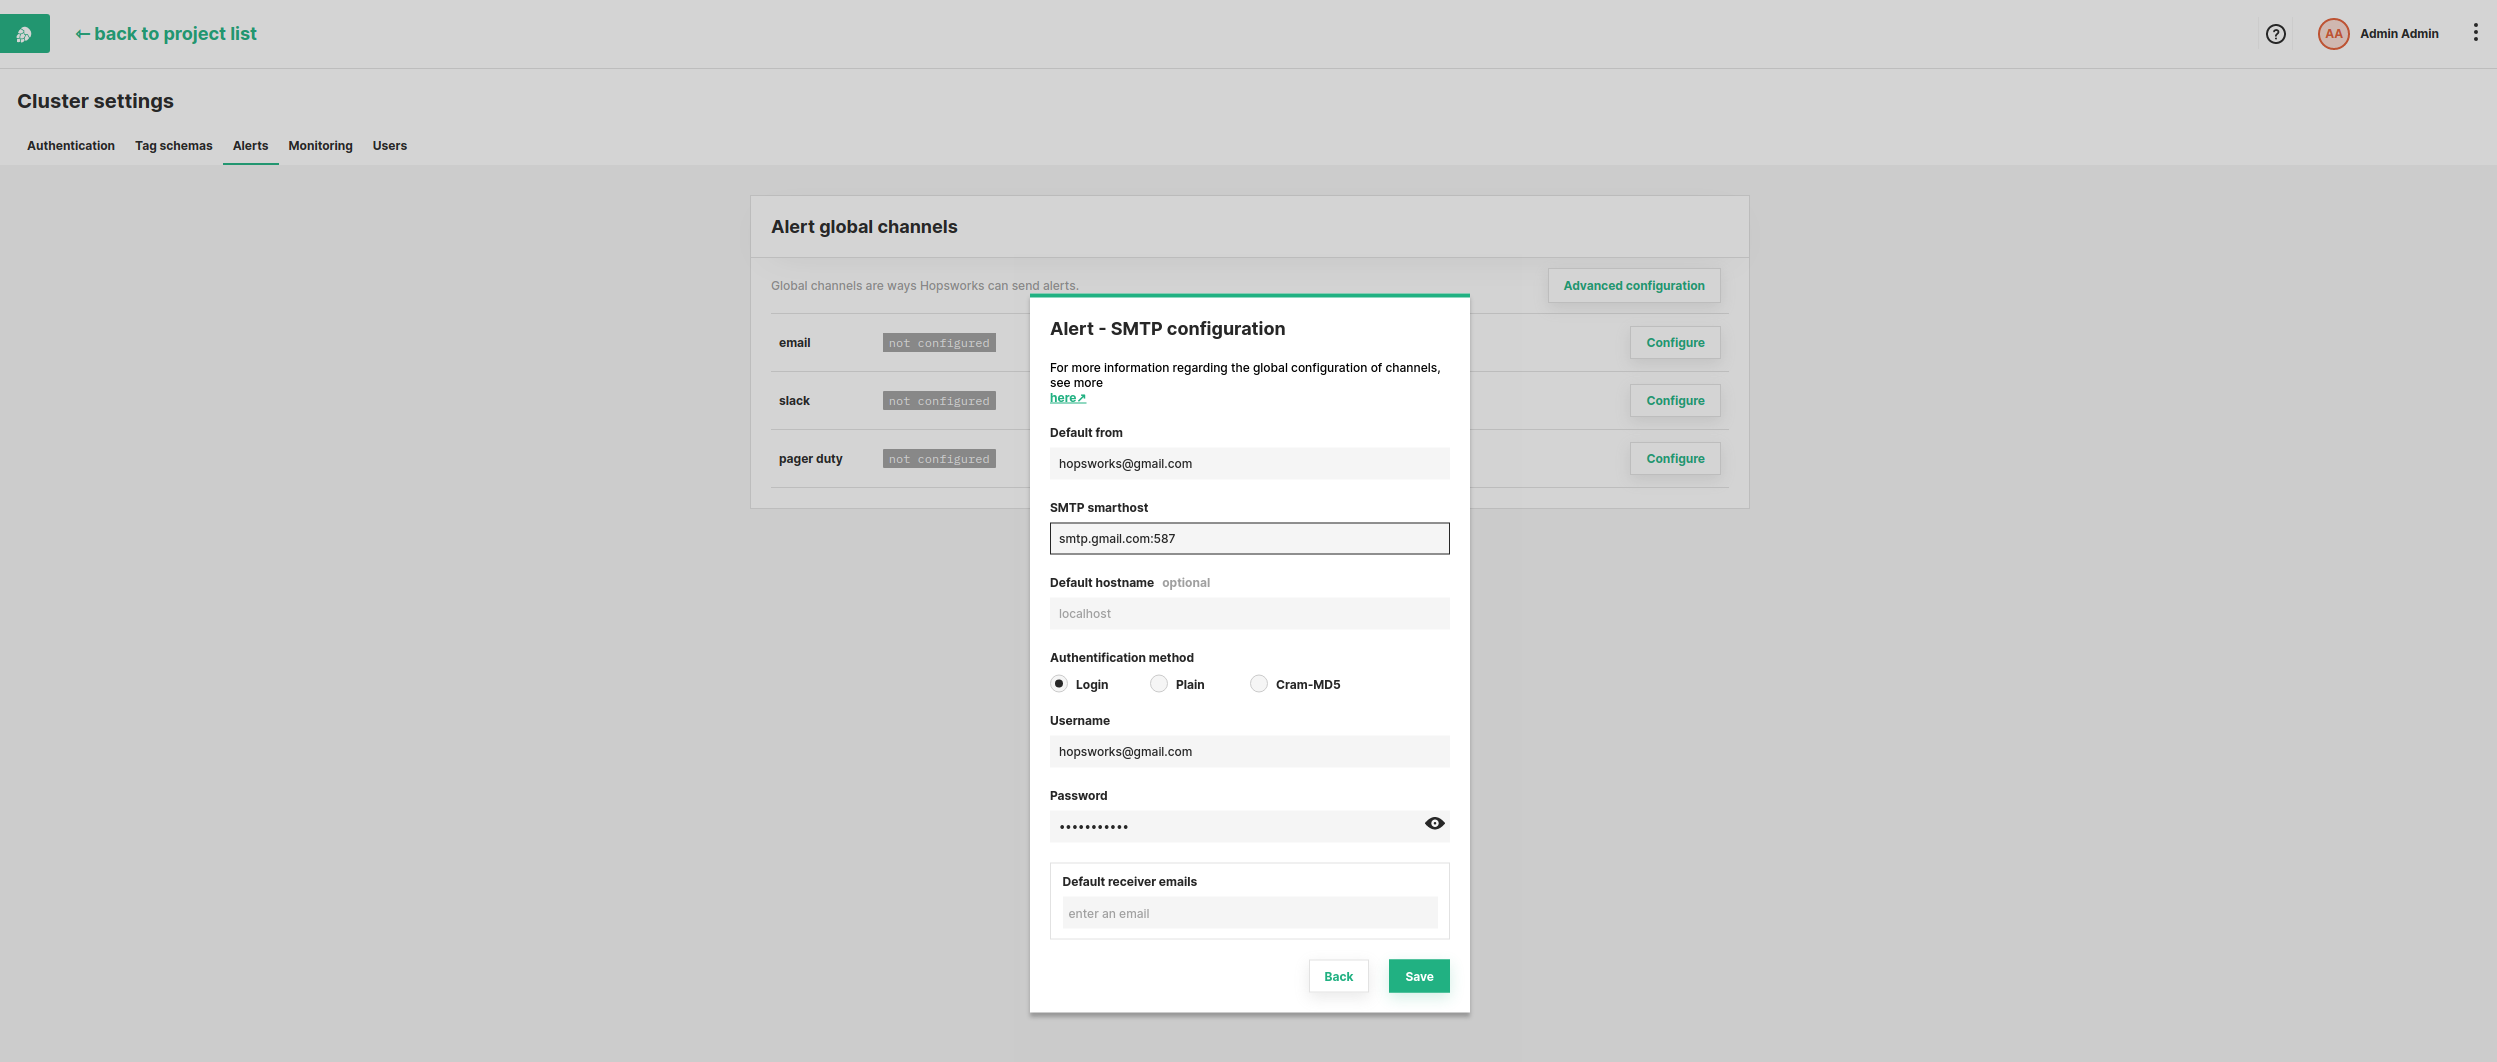 ← back to project list
?
AA
Admin Admin
Cluster settings
Authentication Tag schemas Alerts Monitoring Users
Alert global channels
Global channels are ways Hopsworks can send alerts.
Advanced configuration
email not configured Configure
slack not configured Configure
pager duty not configured Configure
Alert - SMTP configuration
For more information regarding the global configuration of channels,
see more
here↗
Default from
hopsworks@gmail.com
SMTP smarthost
smtp.gmail.com:587
Default hostname optional
localhost
Authentification method
Login Plain Cram-MD5
Username
hopsworks@gmail.com
Password
•••••••••••
Default receiver emails
enter an email
Back Save